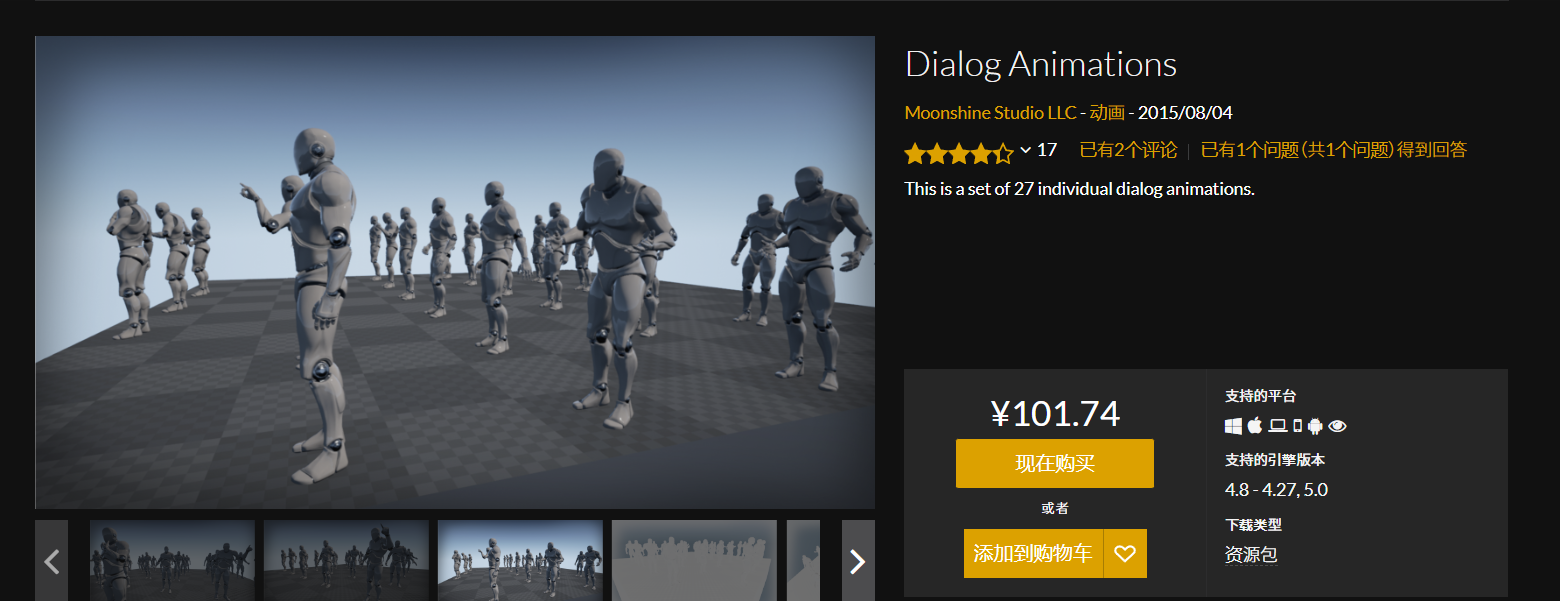 Dialog Animations
Moonshine Studio LLC - 动画 - 2015/08/04
17 已有2个评论 已有1个问题 (共1个问题) 得到回答
This is a set of 27 individual dialog animations.
¥101.74
现在购买
或者
添加到购物车
支持的平台
支持的引擎版本
4.8 - 4.27, 5.0
下载类型
资源包